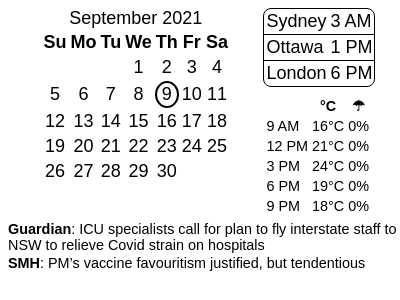 September 2021
Su Mo Tu We Th Fr Sa
1 2 3 4
5 6 7 8 9 10 11
12 13 14 15 16 17 18
19 20 21 22 23 24 25
26 27 28 29 30
Sydney 3 AM
Ottawa 1 PM
London 6 PM
°C ☂
9 AM 16°C 0%
12 PM 21°C 0%
3 PM 24°C 0%
6 PM 19°C 0%
9 PM 18°C 0%
Guardian: ICU specialists call for plan to fly interstate staff to
NSW to relieve Covid strain on hospitals
SMH: PM's vaccine favouritism justified, but tendentious